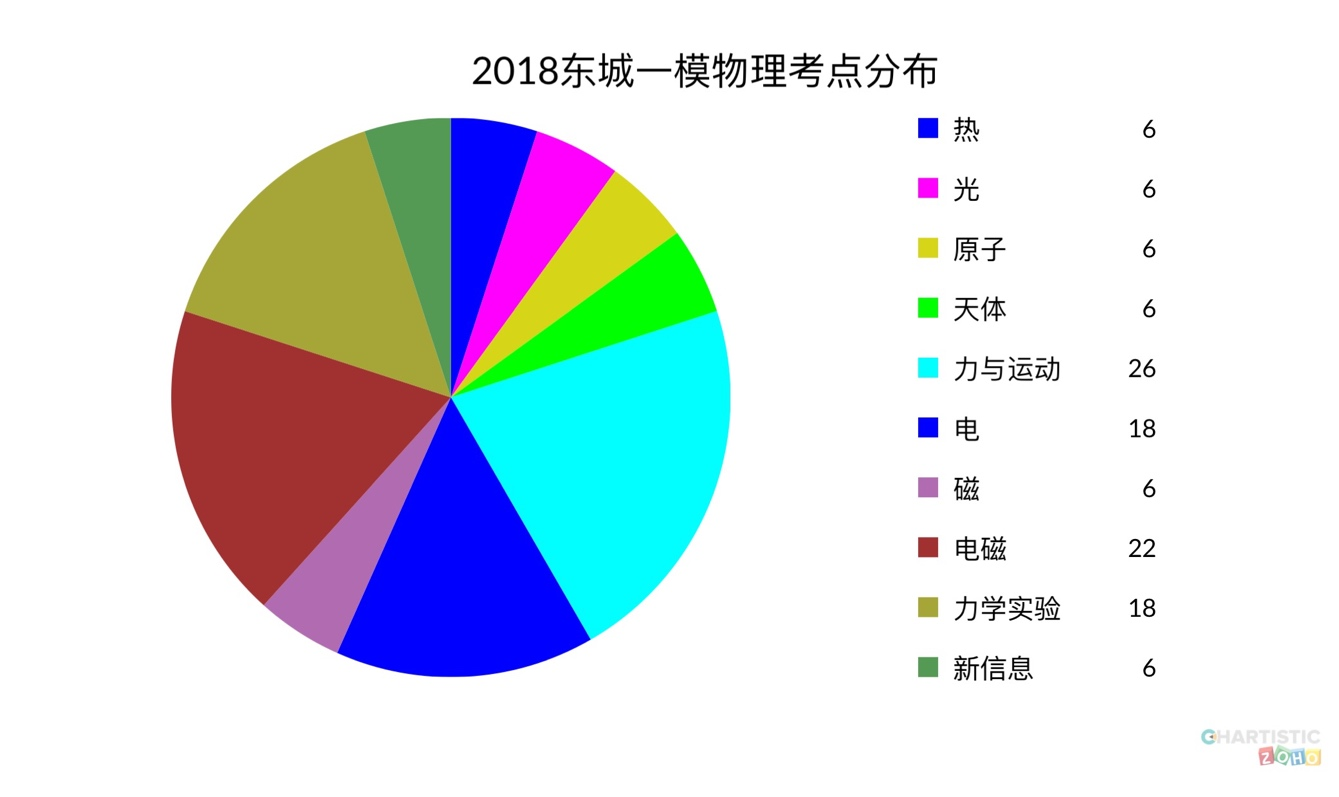 2018东城一模物理考点分布
热 6
光 6
原子 6
天体 6
力与运动 26
电 18
磁 6
电磁 22
力学实验 18
新信息 6
CHARTISTIC
ZOHO